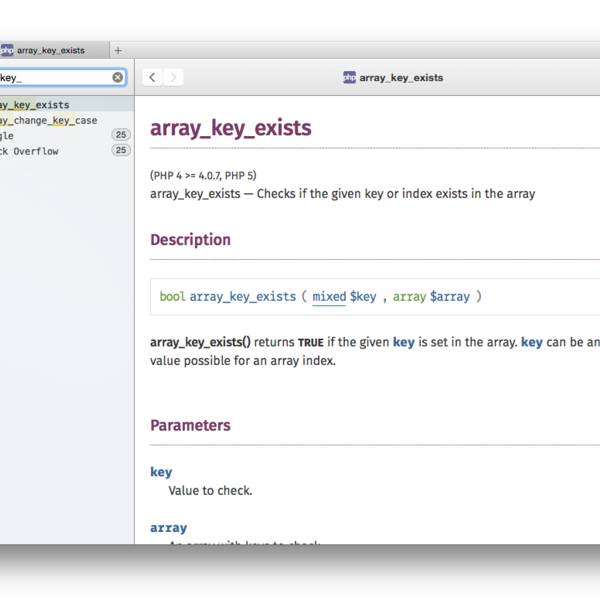 php array_key_exists +
key_
ay_key_exists
ay_change_key_case
gle 25
ck Overflow 25
php array_key_exists
array_key_exists
(PHP 4 >= 4.0.7, PHP 5)
array_key_exists — Checks if the given key or index exists in the array
Description
bool array_key_exists ( mixed $key , array $array )
array_key_exists() returns TRUE if the given key is set in the array. key can be an
value possible for an array index.
Parameters
key
Value to check.
array